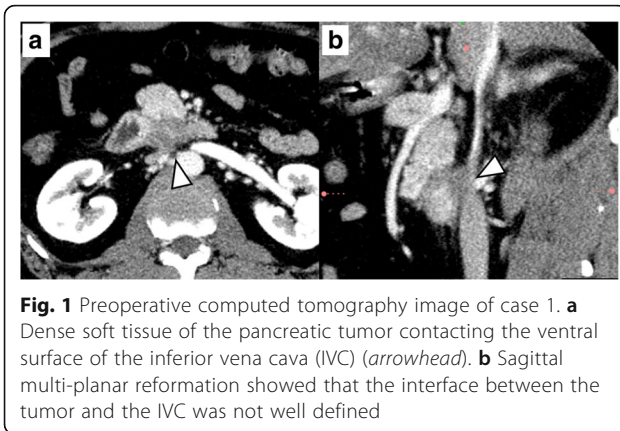 a
b
Fig. 1 Preoperative computed tomography image of case 1. a
Dense soft tissue of the pancreatic tumor contacting the ventral
surface of the inferior vena cava (IVC) (arrowhead). b Sagittal
multi-planar reformation showed that the interface between the
tumor and the IVC was not well defined